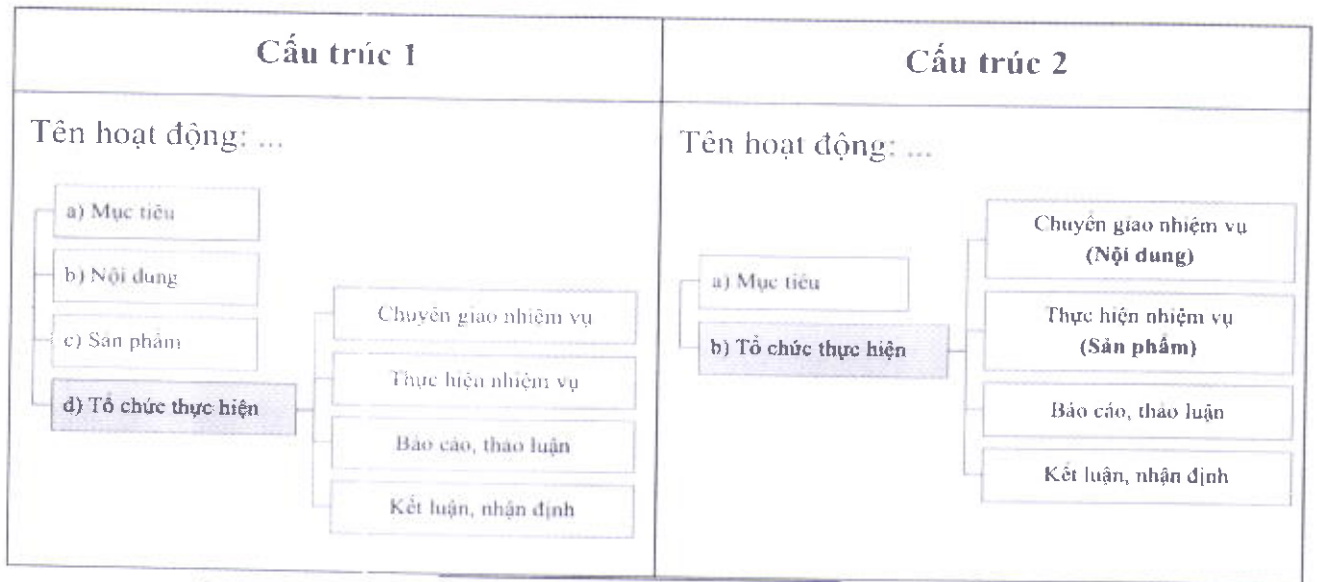 Cấu trúc 1
Tên hoạt động: ...
a) Mục tiêu
b) Nội dung
c) Sản phẩm
d) Tổ chức thực hiện
Chuyển giao nhiệm vụ
Thực hiện nhiệm vụ
Báo cáo, thảo luận
Kết luận, nhận định
Cấu trúc 2
Tên hoạt động: ...
a) Mục tiêu
b) Tổ chức thực hiện
Chuyển giao nhiệm vụ
(Nội dung)
Thực hiện nhiệm vụ
(Sản phẩm)
Báo cáo, thảo luận
Kết luận, nhận định